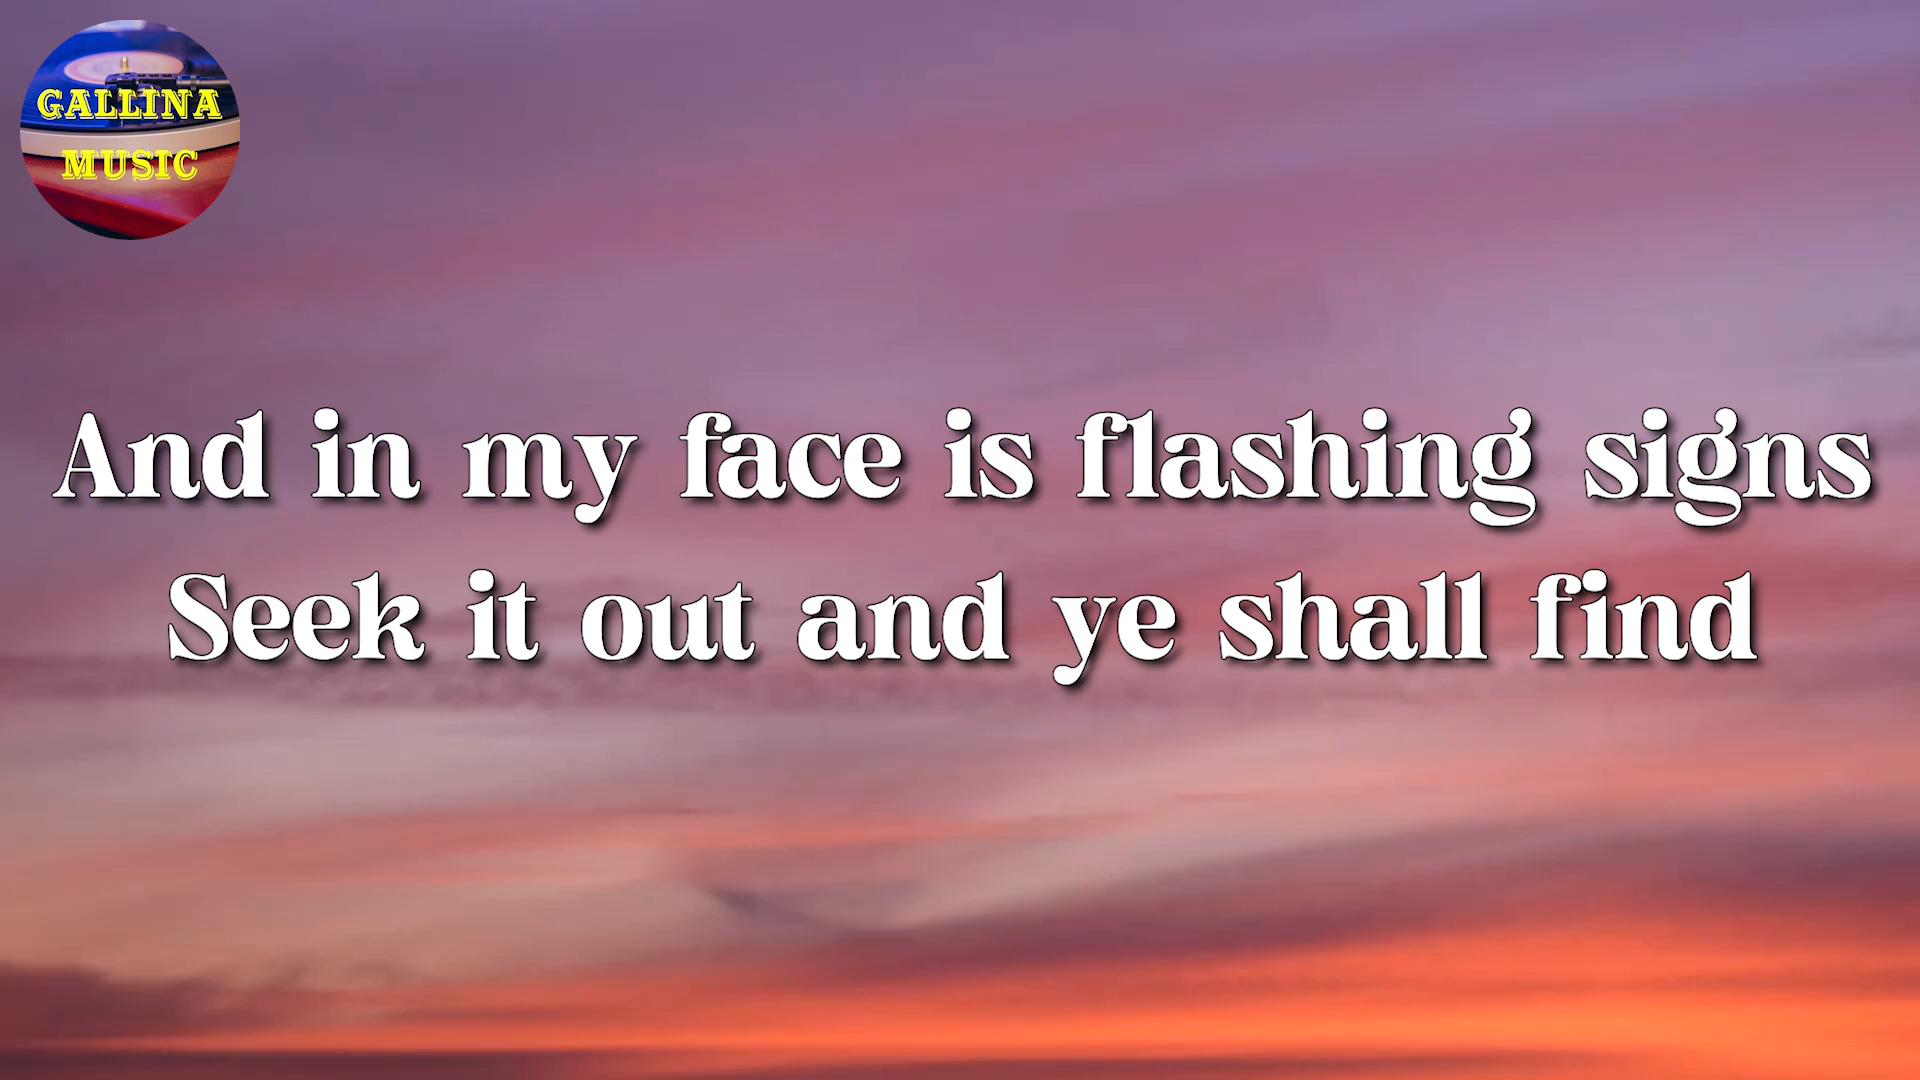 GALLINA
MUSIC
And in my face is flashing signs
Seek it out and ye shall find